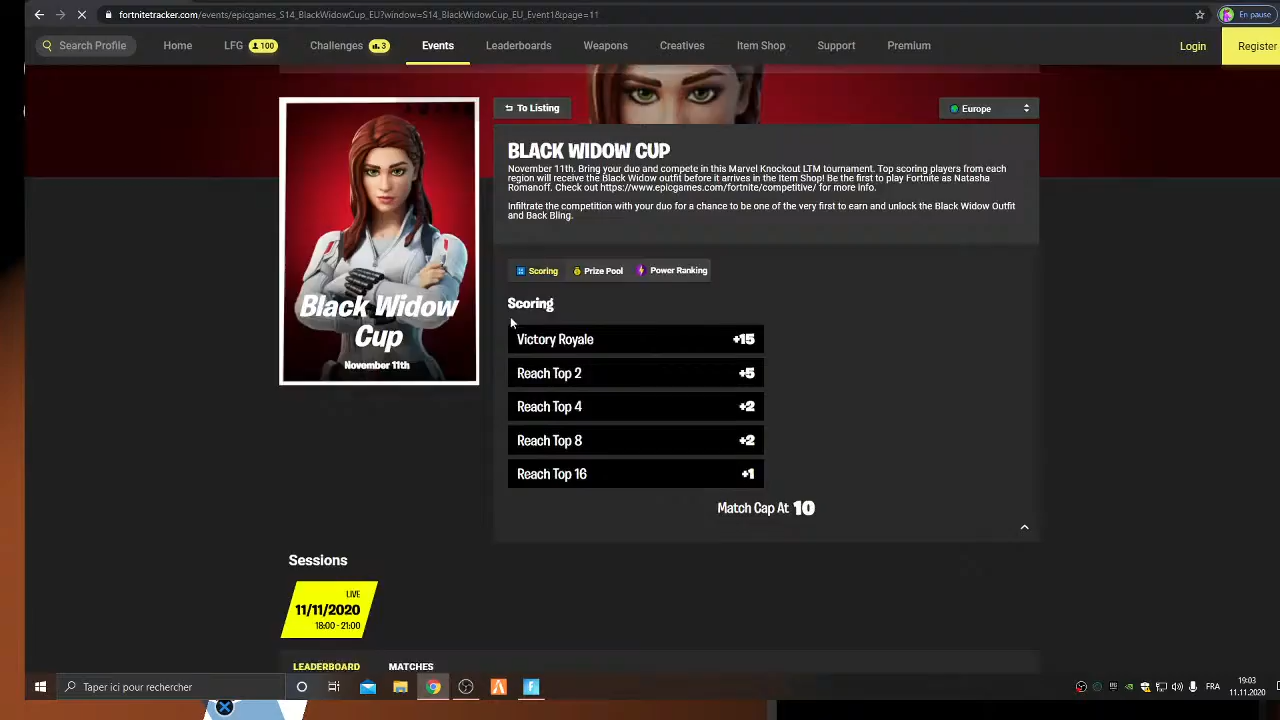 fortnitetracker.com/events/epicgames_S14_BlackWidowCup_EU?window=S14_BlackWidowCup_EU_Event1&page=11
En pause
Search Profile
Home
LFG 100
Challenges 3
Events
Leaderboards
Weapons
Creatives
Item Shop
Support
Premium
Login
Register
To Listing
Europe
BLACK WIDOW CUP
November 11th. Bring your duo and compete in this Marvel Knockout LTM tournament. Top scoring players from each
region will receive the Black Widow outfit before it arrives in the Item Shop! Be the first to play Fortnite as Natasha
Romanoff. Check out https://www.epicgames.com/fortnite/competitive/ for more info.
Infiltrate the competition with your duo for a chance to be one of the very first to earn and unlock the Black Widow Outfit
and Back Bling.
Black Widow
Cup
November 11th
Scoring
Prize Pool
Power Ranking
Scoring
Victory Royale +15
Reach Top 2 +5
Reach Top 4 +2
Reach Top 8 +2
Reach Top 16 +1
Match Cap At 10
Sessions
LIVE
11/11/2020
18:00 - 21:00
LEADERBOARD
MATCHES
Taper ici pour rechercher
FRA
19:03
11.11.2020